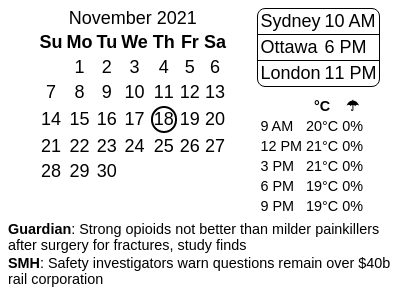 November 2021
Su Mo Tu We Th Fr Sa
1 2 3 4 5 6
7 8 9 10 11 12 13
14 15 16 17 18 19 20
21 22 23 24 25 26 27
28 29 30
Sydney 10 AM
Ottawa 6 PM
London 11 PM
°C ☂
9 AM 20°C 0%
12 PM 21°C 0%
3 PM 21°C 0%
6 PM 19°C 0%
9 PM 19°C 0%
Guardian: Strong opioids not better than milder painkillers
after surgery for fractures, study finds
SMH: Safety investigators warn questions remain over $40b
rail corporation